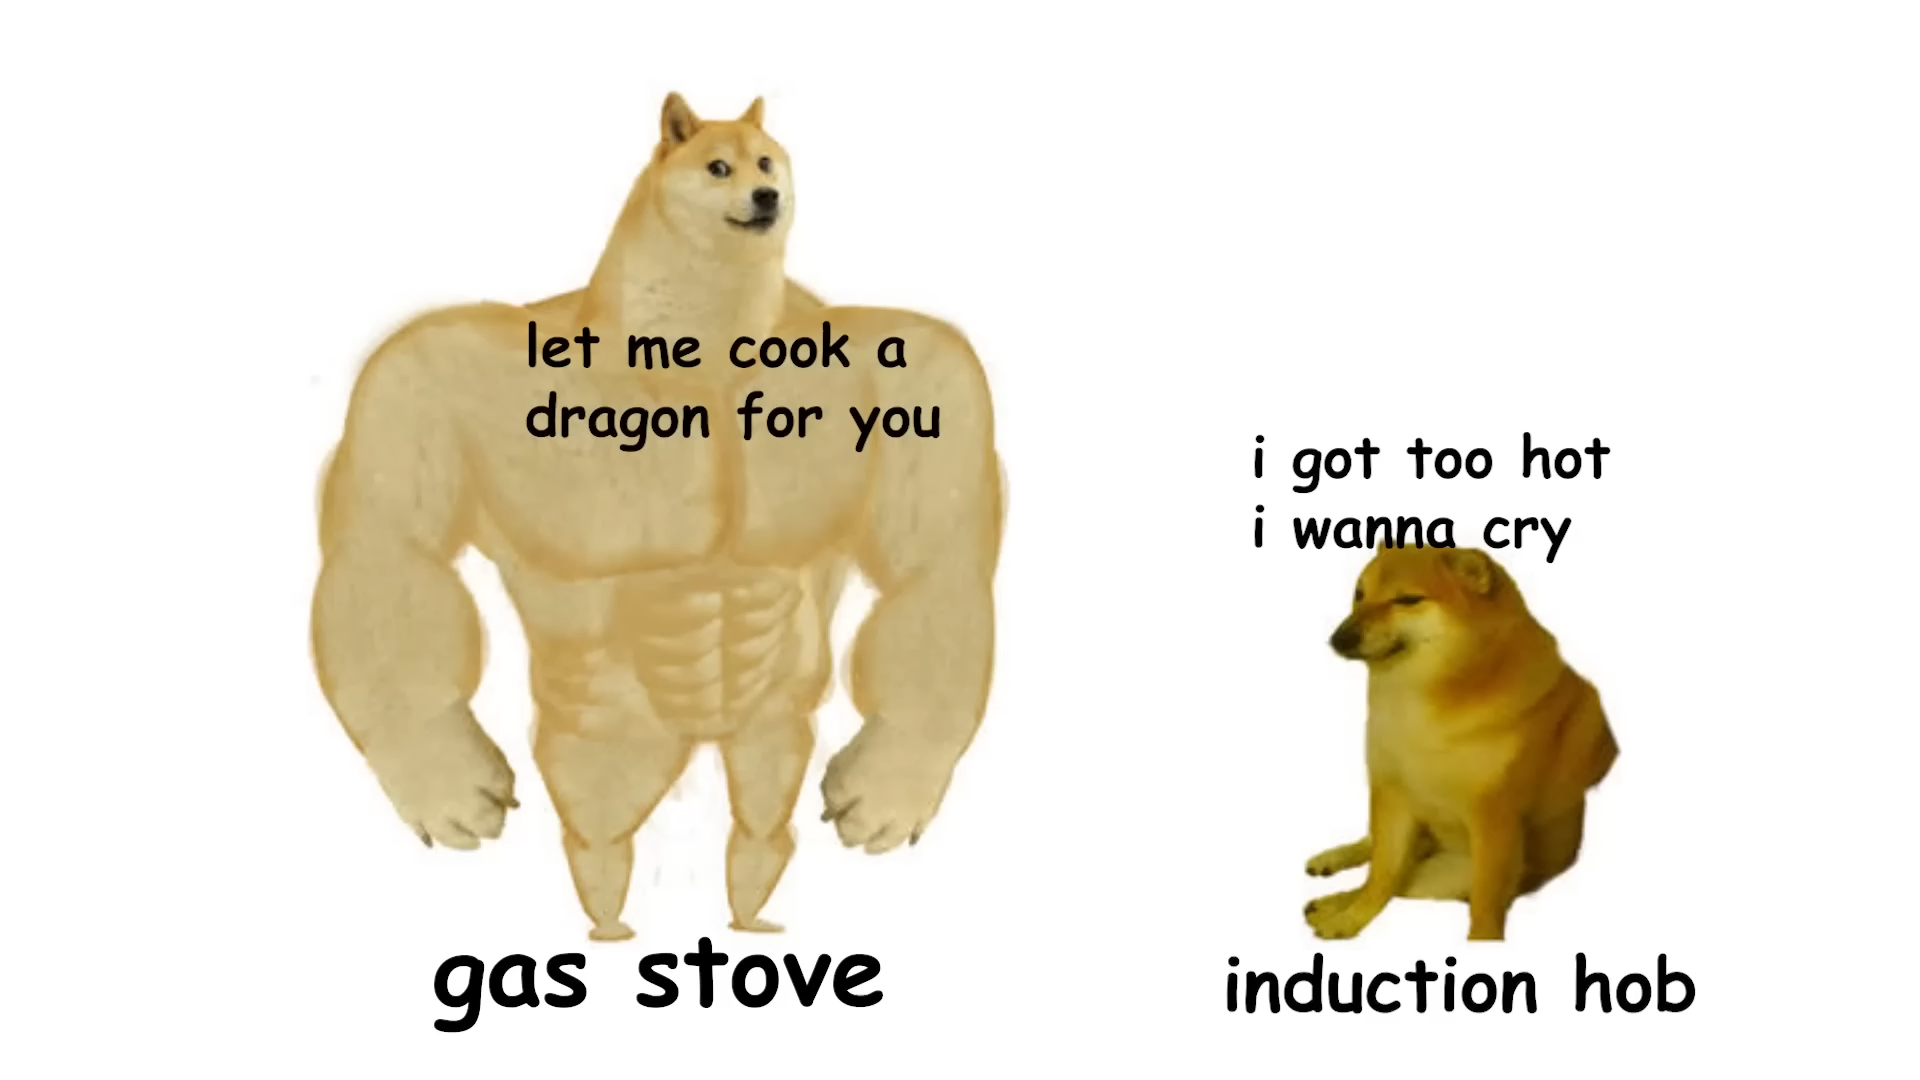 let me cook a
dragon for you
i got too hot
i wanna cry
gas stove
induction hob